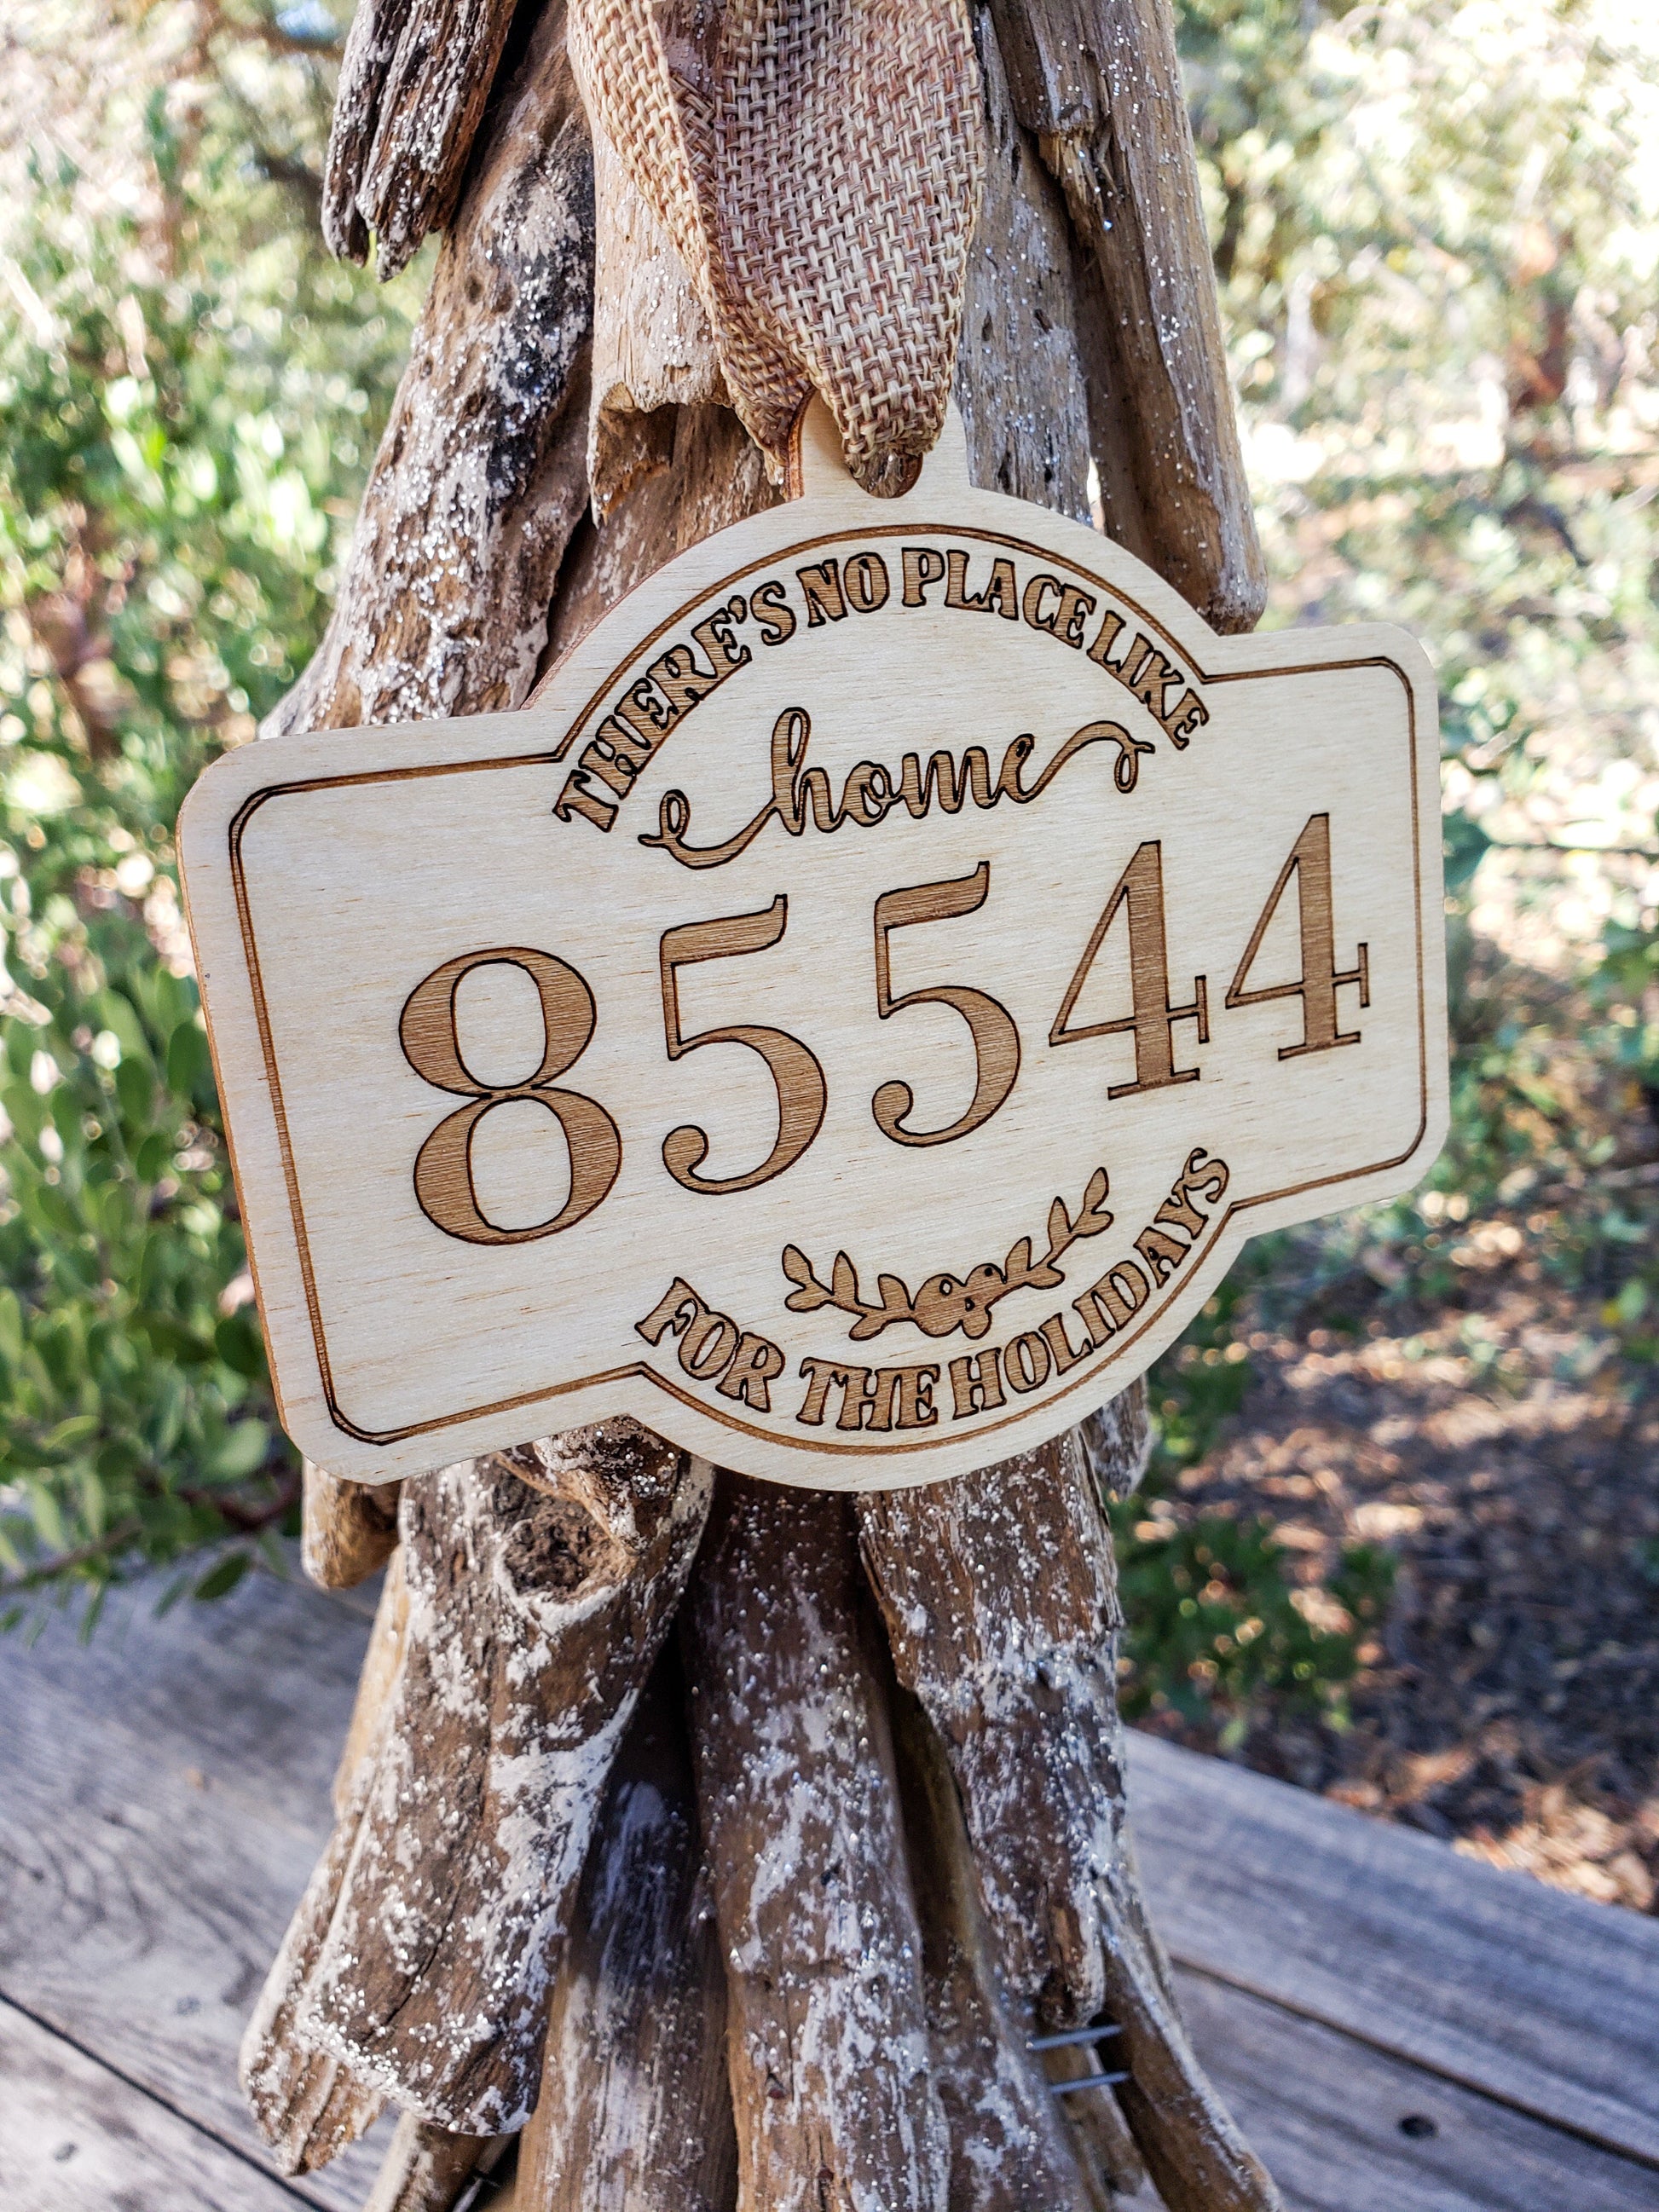 THERE'S NO PLACE LIKE
home
85544
FOR THE HOLIDAYS